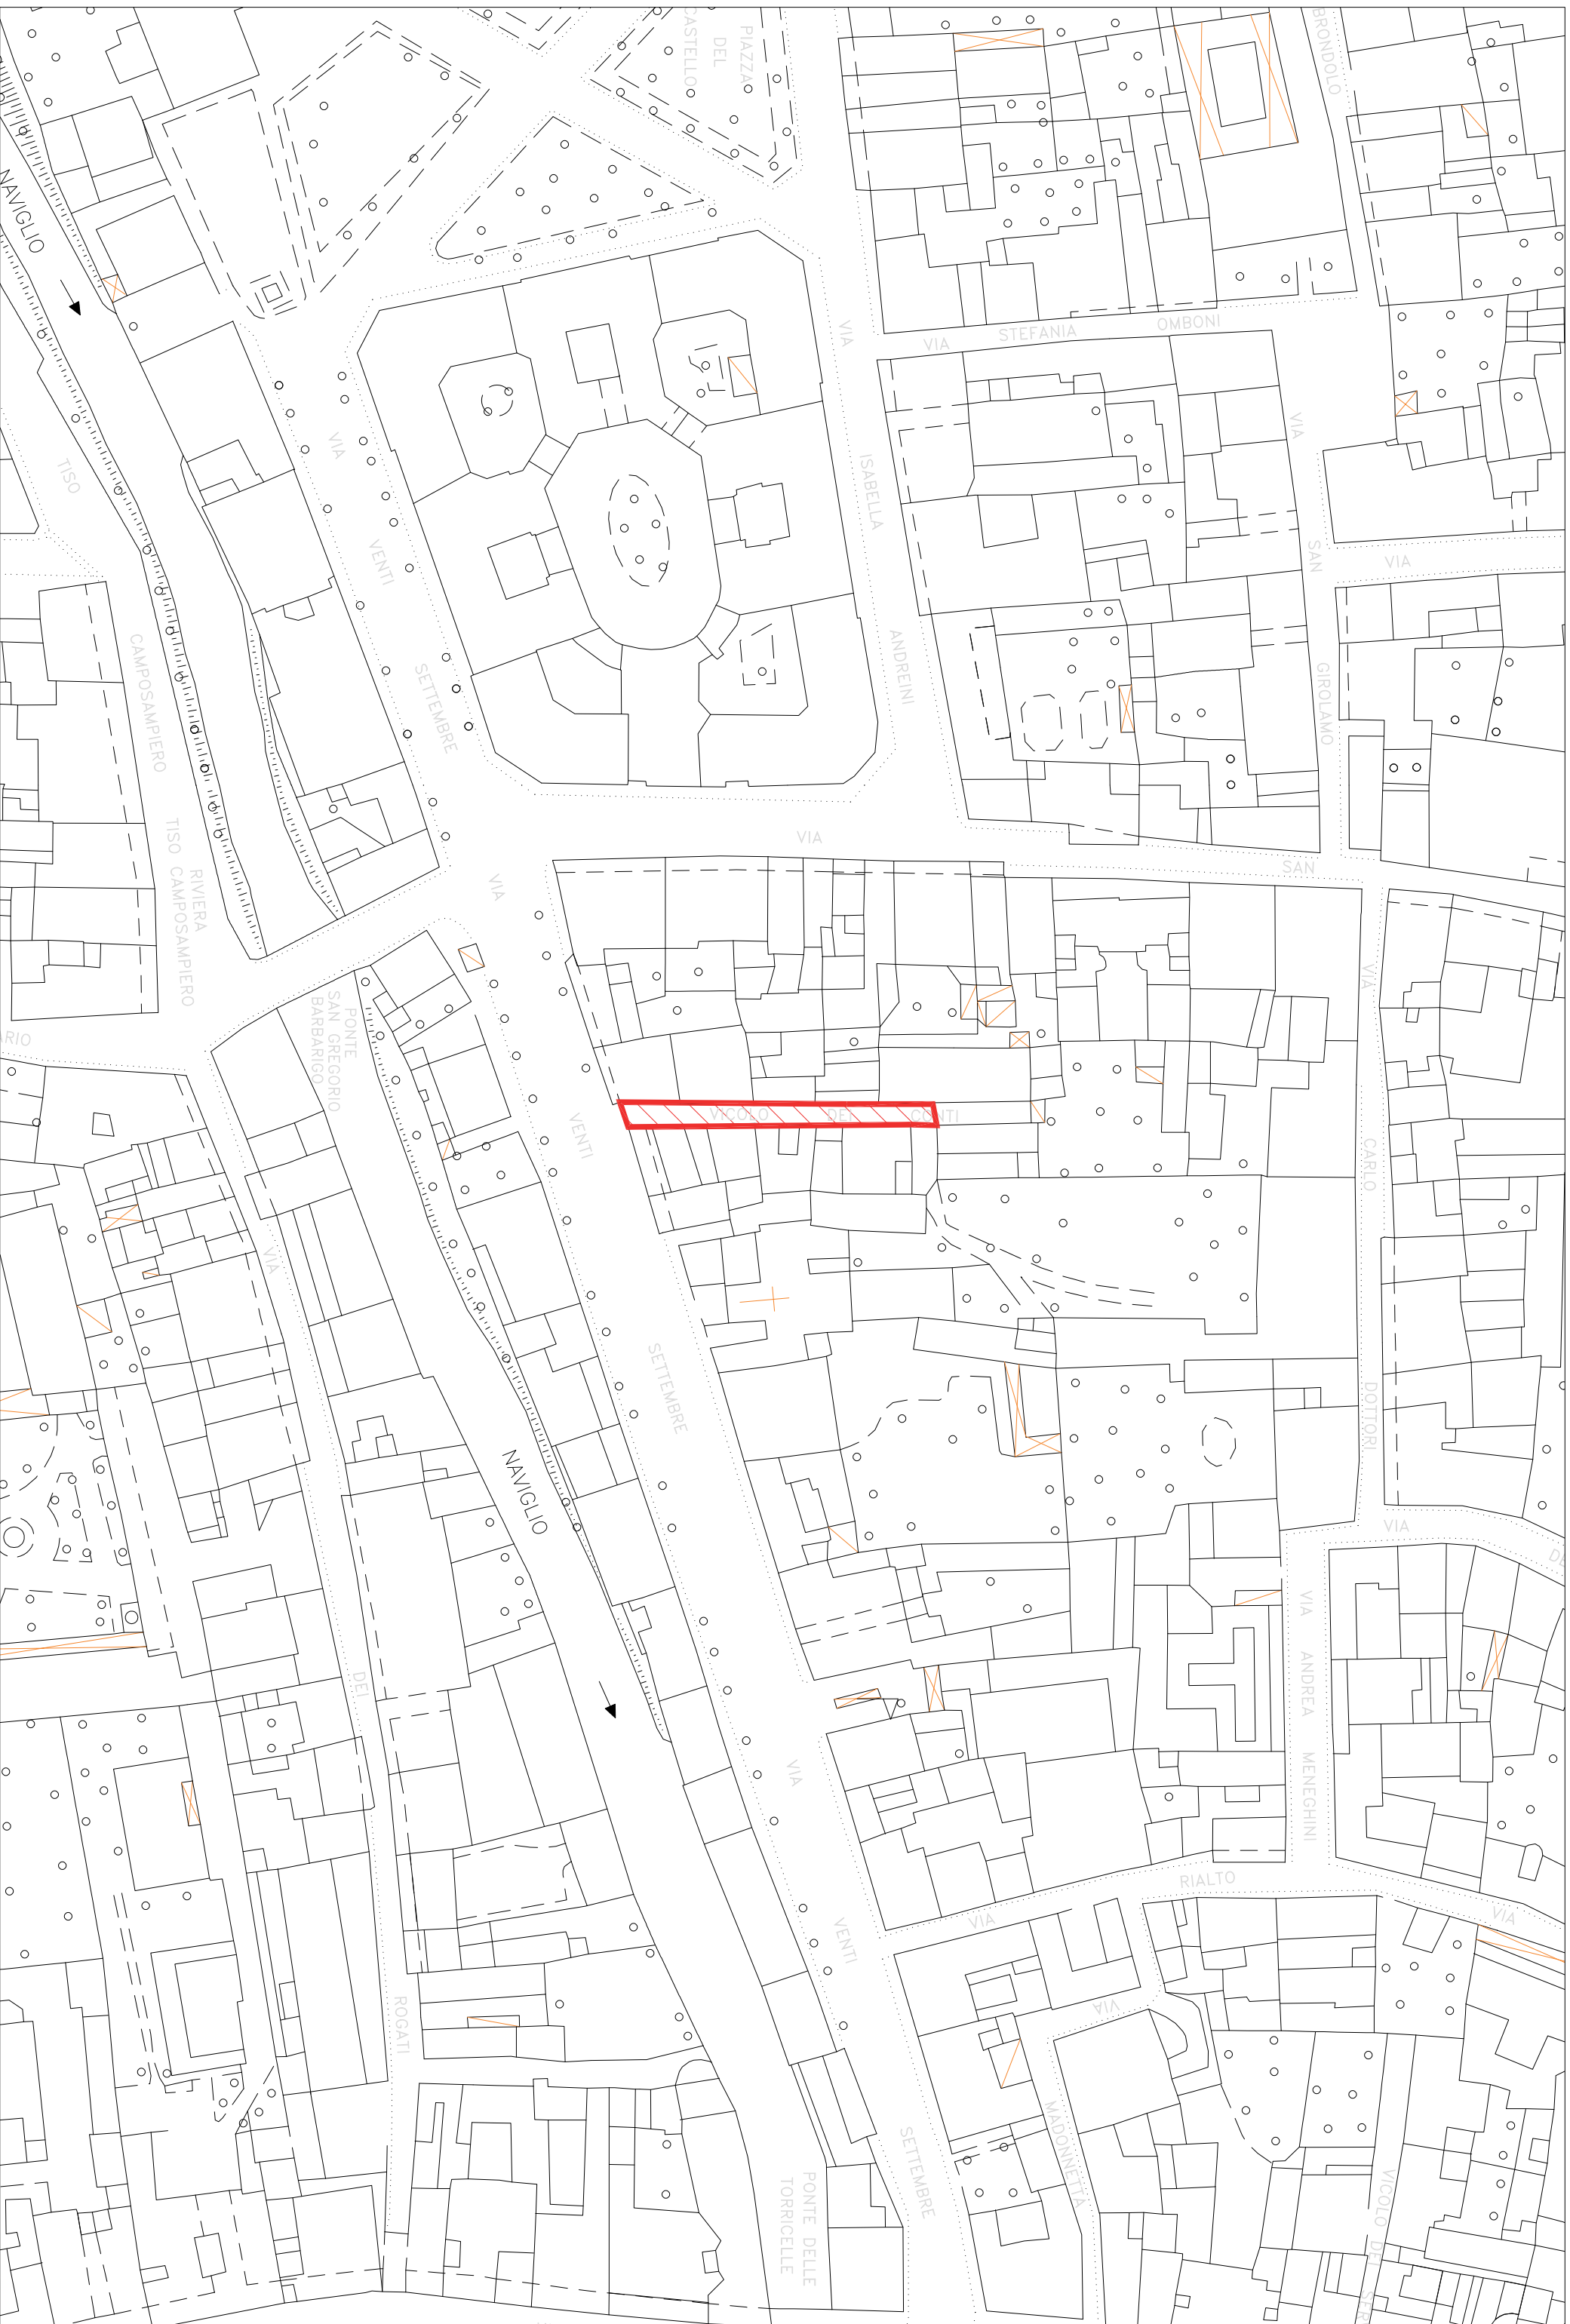 PIAZZA
DEL
CASTELLO
BRONDOLO
NAVIGLIO
VIA
STEFANIA
OMBONI
VIA
ISABELLA
ANDREINI
VIA
SAN
GIROLAMO
VIA
TISO
CAMPOSAMPIERO
VIA
VENTI
SETTEMBRE
VIA
SAN
RIVIERA
TISO CAMPOSAMPIERO
VIA
VENTI
SETTEMBRE
PONTE
SAN GREGORIO
BARBARIGO
ARIO
VICOLO
DEI
CONTI
VIA
CARLO
DOTTORI
VIA
DEI
ROGATI
NAVIGLIO
VIA
VIA
ANDREA
MENEGHINI
VIA
VENTI
SETTEMBRE
VIA
RIALTO
VIA
VIA
MADONNETTA
PONTE DELLE
TORRICELLE
VICOLO DEI